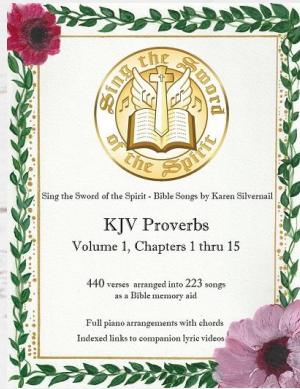 Sing the Sword
of the Spirit
Sing the Sword of the Spirit - Bible Songs by Karen Silvernail
KJV Proverbs
Volume 1, Chapters 1 thru 15
440 verses arranged into 223 songs
as a Bible memory aid
Full piano arrangements with chords
Indexed links to companion lyric videos